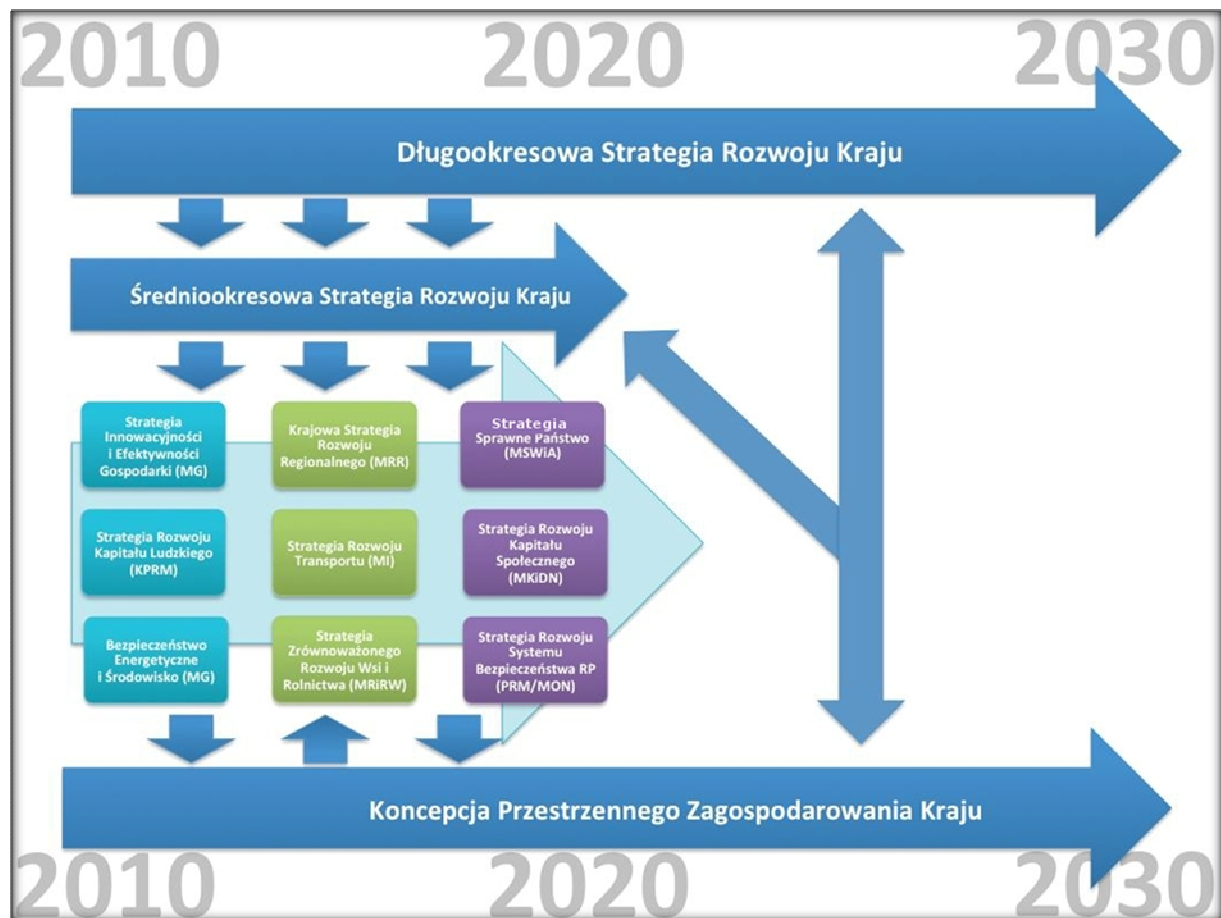 2010 2020 2030
Długookresowa Strategia Rozwoju Kraju
Średniookresowa Strategia Rozwoju Kraju
Strategia
Innowacyjności
i Efektywności
Gospodarki (MG)
Krajowa Strategia
Rozwoju
Regionalnego (MRR)
Strategia
Sprawne Państwo
(MSWiA)
Strategia Rozwoju
Kapitału Ludzkiego
(KPRM)
Strategia Rozwoju
Transportu (MI)
Strategia Rozwoju
Kapitału
Społecznego
(MKiDN)
Bezpieczeństwo
Energetyczne
i Środowisko (MG)
Strategia
Zrównoważonego
Rozwoju Wsi i
Rolnictwa (MRiRW)
Strategia Rozwoju
Systemu
Bezpieczeństwa RP
(PRM/MON)
Koncepcja Przestrzennego Zagospodarowania Kraju
2010 2020 2030